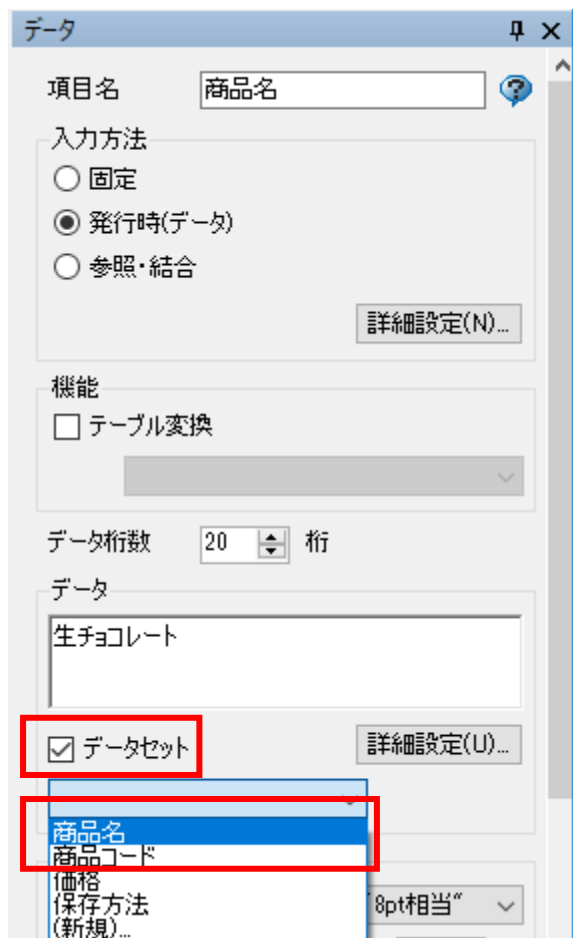 データ
項目名 商品名
入力方法
固定
発行時(データ)
参照・結合
詳細設定(N)...
機能
テーブル変換
データ桁数 20 桁
データ
生チョコレート
データセット 詳細設定(U)...
商品名
商品コード
価格
保存方法 8pt相当“
(新規)...